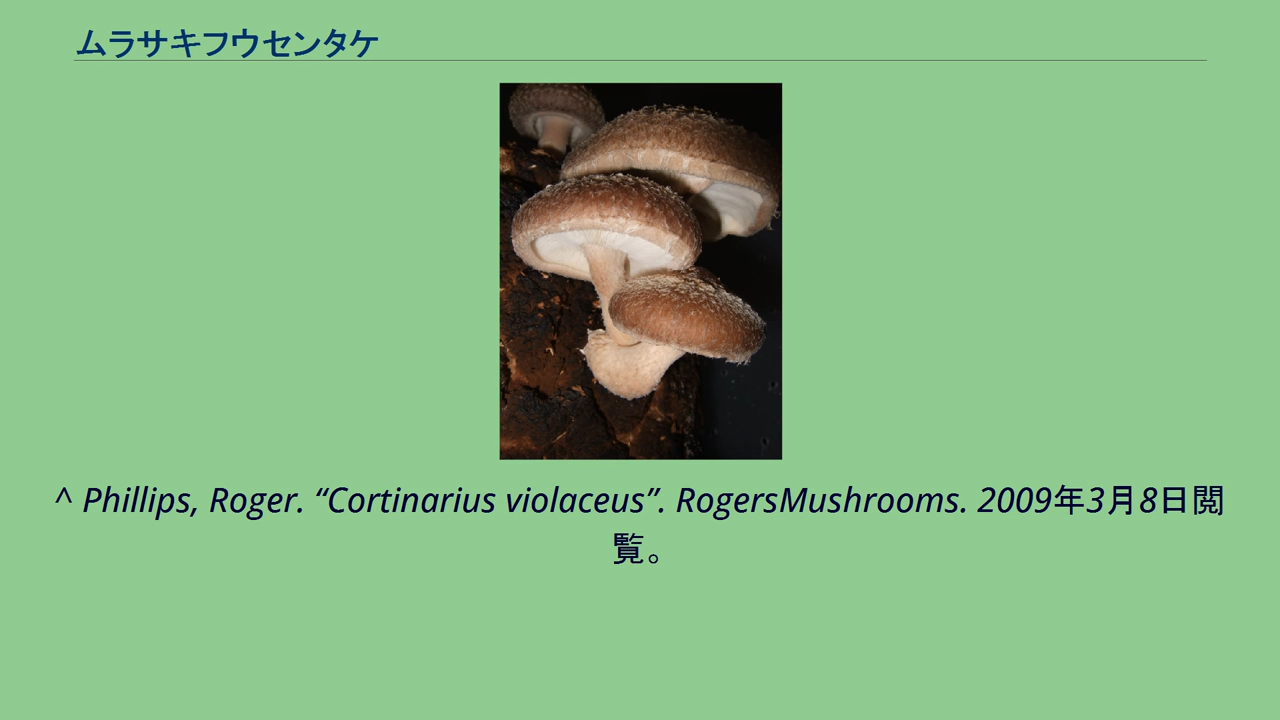 ムラサキフウセンタケ
^ Phillips, Roger. “Cortinarius violaceus”. RogersMushrooms. 2009年3月8日閲
覧。